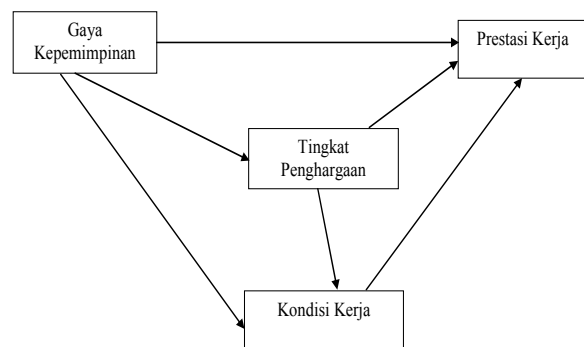 Gaya
Kepemimpinan
Prestasi Kerja
Tingkat
Penghargaan
Kondisi Kerja